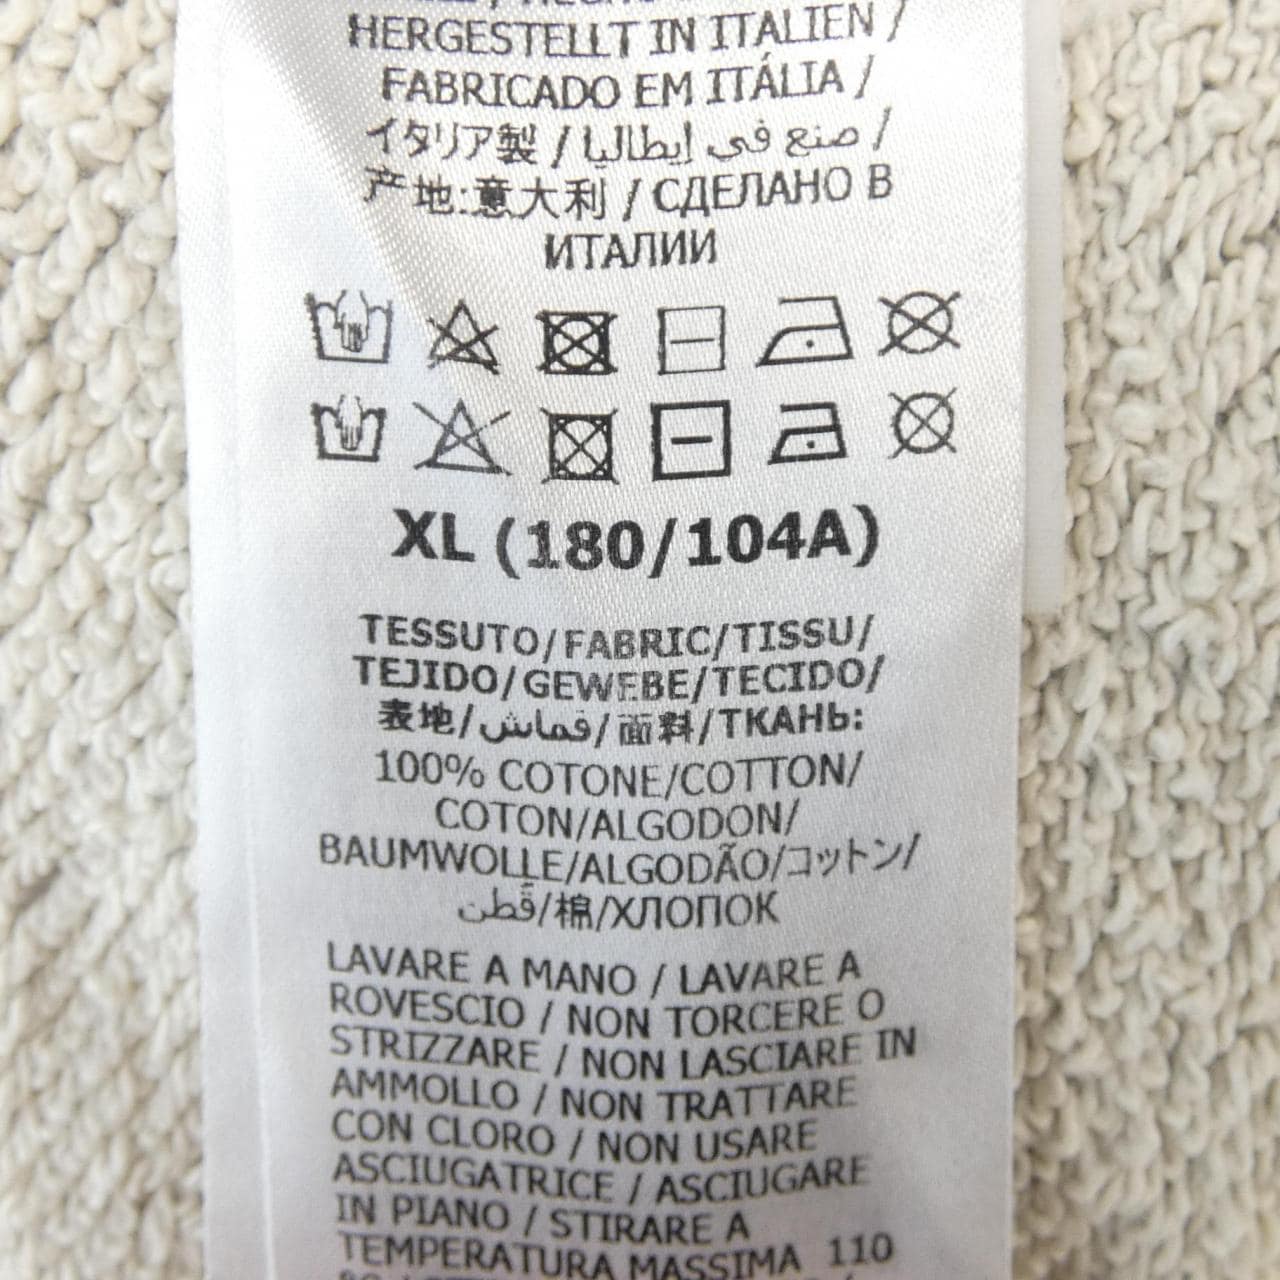 HERGESTELLT IN ITALIEN /
FABRICADO EM ITÁLIA /
イタリア製 / صنع في إيطاليا /
产地:意大利 / СДЕЛАНО В
ИТАЛИИ
XL (180/104A)
TESSUTO/FABRIC/TISSU/
TEJIDO/GEWEBE/TECIDO/
表地/قماش/面料/ТКАНЬ:
100% COTONE/COTTON/
COTON/ALGODON/
BAUMWOLLE/ALGODÃO/コットン/
قطن/棉/ХЛОПОК
LAVARE A MANO / LAVARE A
ROVESCIO / NON TORCERE O
STRIZZARE / NON LASCIARE IN
AMMOLLO / NON TRATTARE
CON CLORO / NON USARE
ASCIUGATRICE / ASCIUGARE
IN PIANO / STIRARE A
TEMPERATURA MASSIMA 110